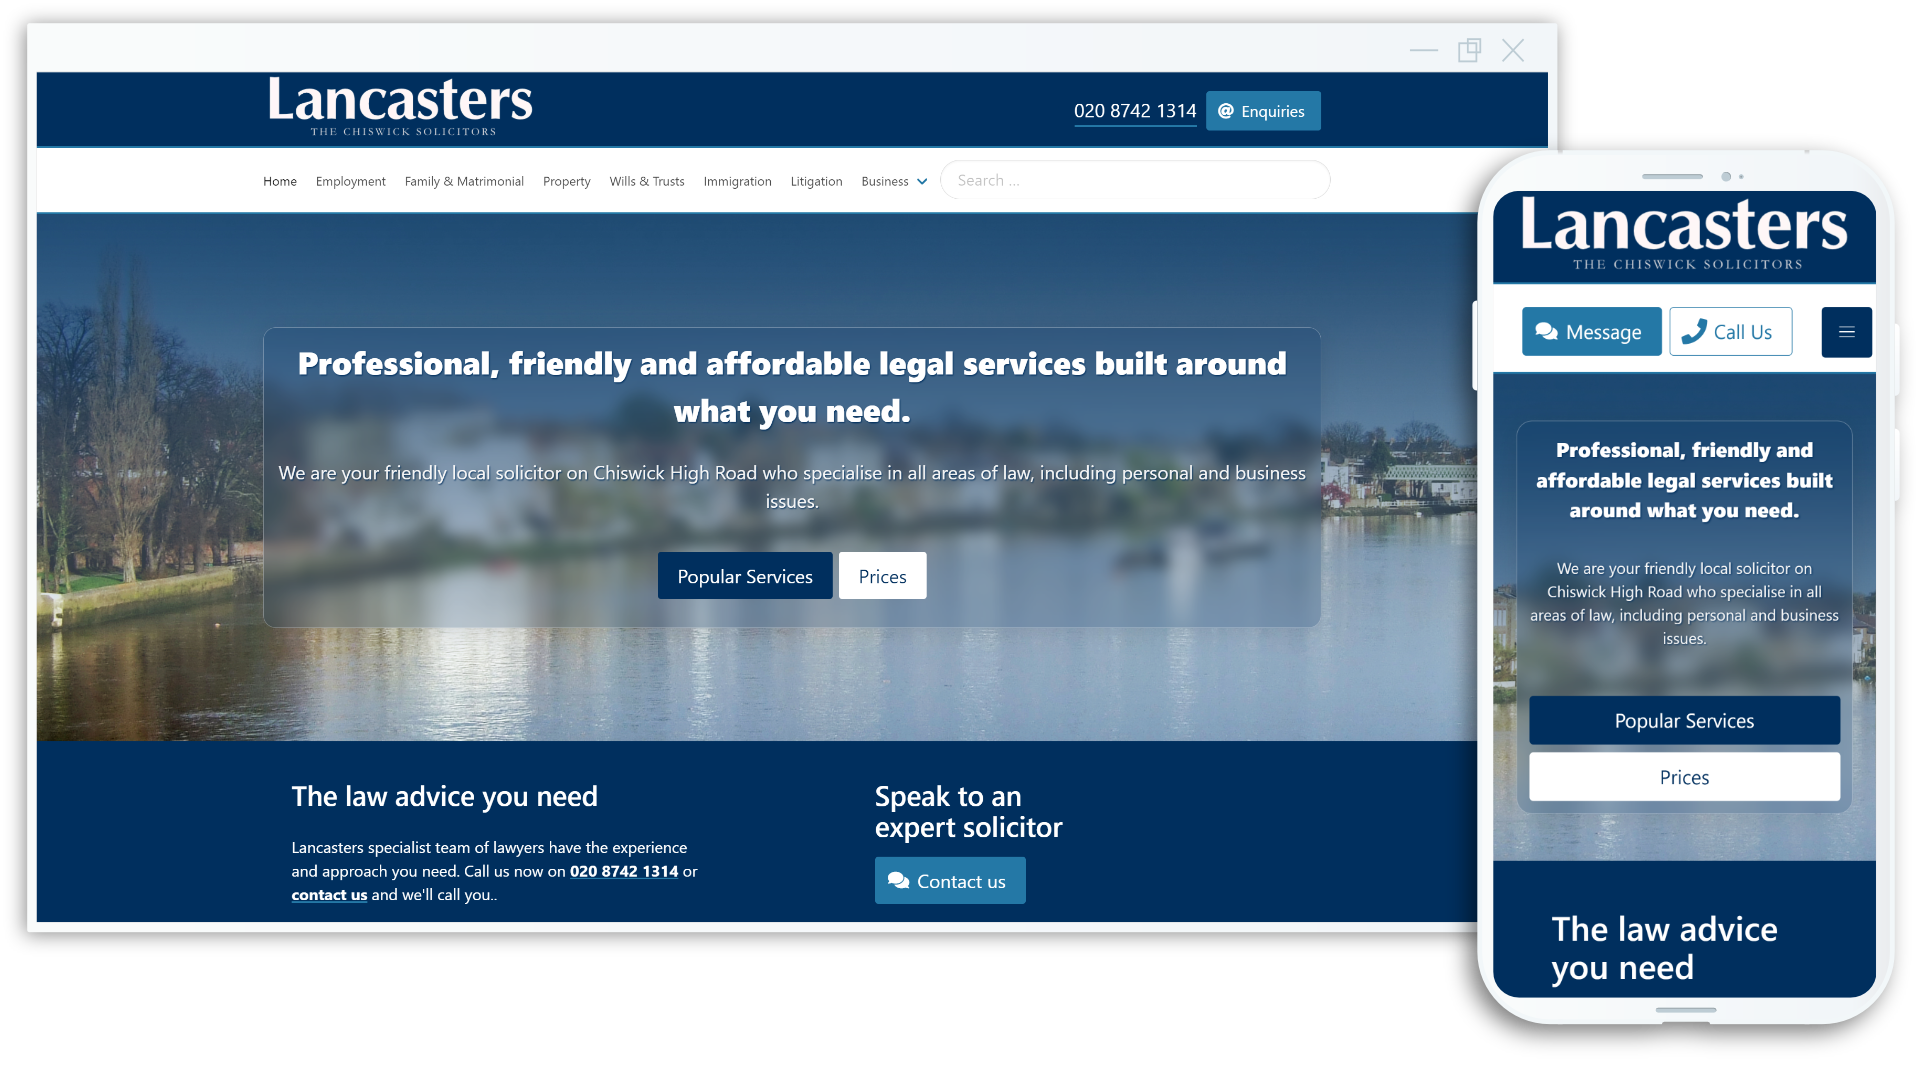 Lancasters
THE CHISWICK SOLICITORS
020 8742 1314
Enquiries
Home Employment Family & Matrimonial Property Wills & Trusts Immigration Litigation Business
Search ...
Professional, friendly and affordable legal services built around
what you need.
We are your friendly local solicitor on Chiswick High Road who specialise in all areas of law, including personal and business
issues.
Popular Services Prices
The law advice you need
Lancasters specialist team of lawyers have the experience
and approach you need. Call us now on 020 8742 1314 or
contact us and we'll call you..
Speak to an
expert solicitor
Contact us
Lancasters
THE CHISWICK SOLICITORS
Message Call Us
Professional, friendly and
affordable legal services built
around what you need.
We are your friendly local solicitor on
Chiswick High Road who specialise in all
areas of law, including personal and business
issues.
Popular Services
Prices
The law advice
you need